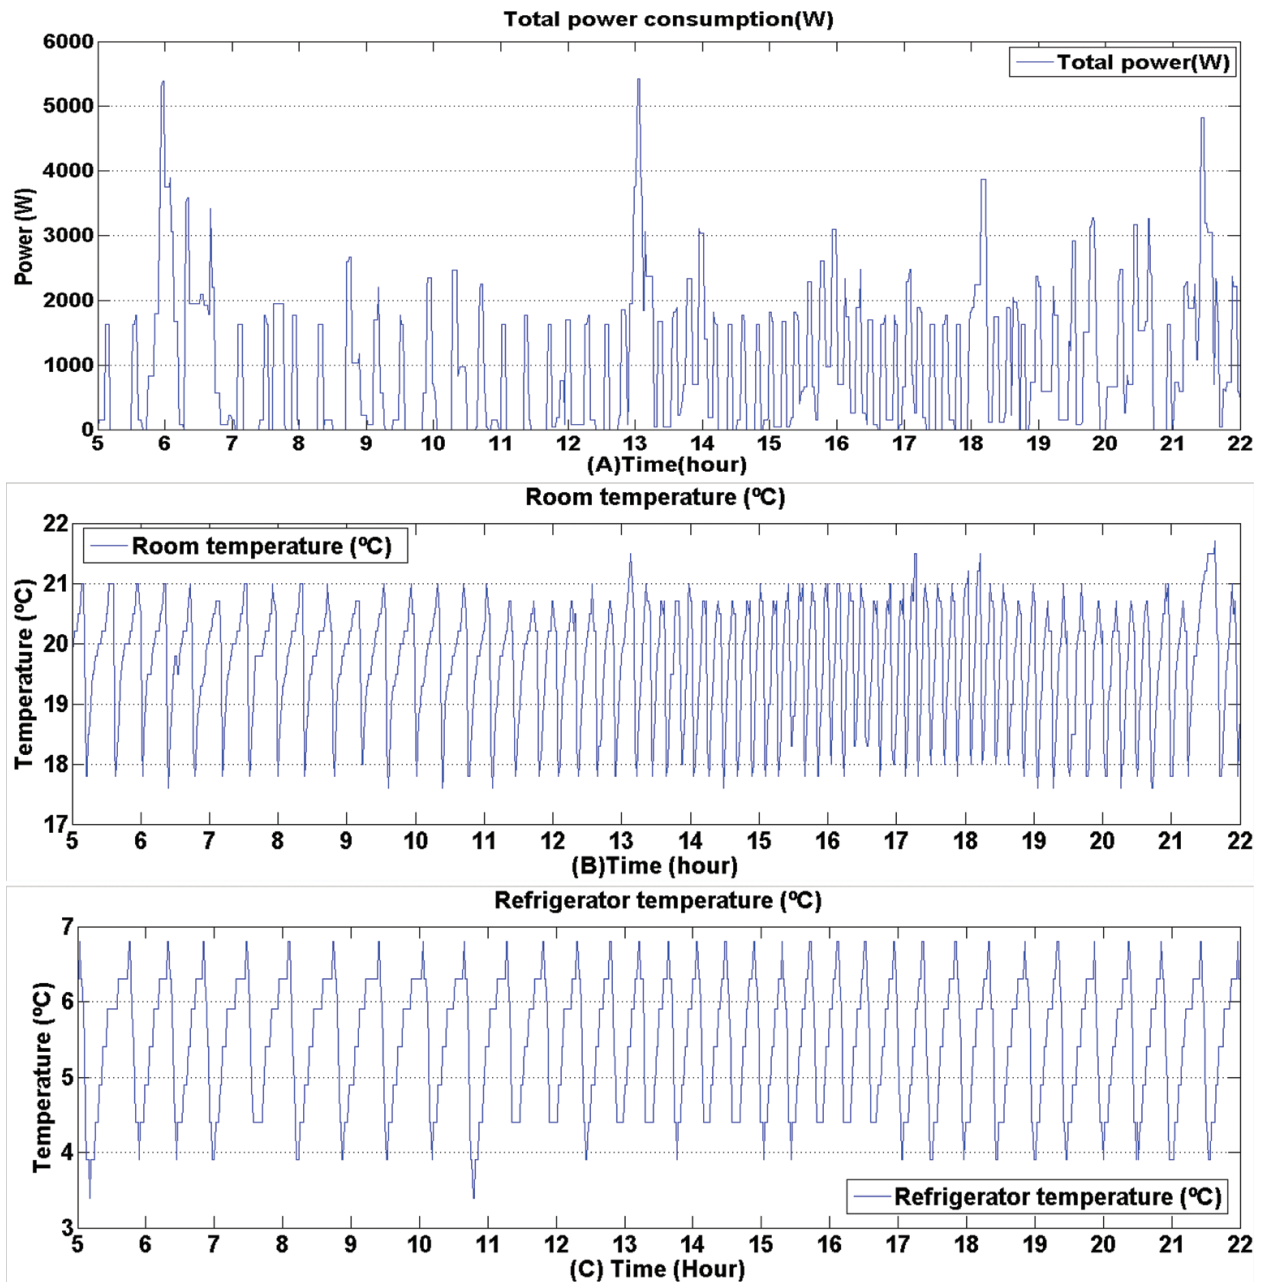 Total power consumption(W)
Total power(W)
6000
5000
4000
3000
2000
1000
0
Power (W)
5 6 7 8 9 10 11 12 13 14 15 16 17 18 19 20 21 22
(A)Time(hour)
Room temperature (ºC)
Room temperature (ºC)
22
21
20
19
18
17
Temperature (ºC)
5 6 7 8 9 10 11 12 13 14 15 16 17 18 19 20 21 22
(B)Time (hour)
Refrigerator temperature (ºC)
7
6
5
4
3
Temperature (ºC)
Refrigerator temperature (ºC)
5 6 7 8 9 10 11 12 13 14 15 16 17 18 19 20 21 22
(C) Time (Hour)